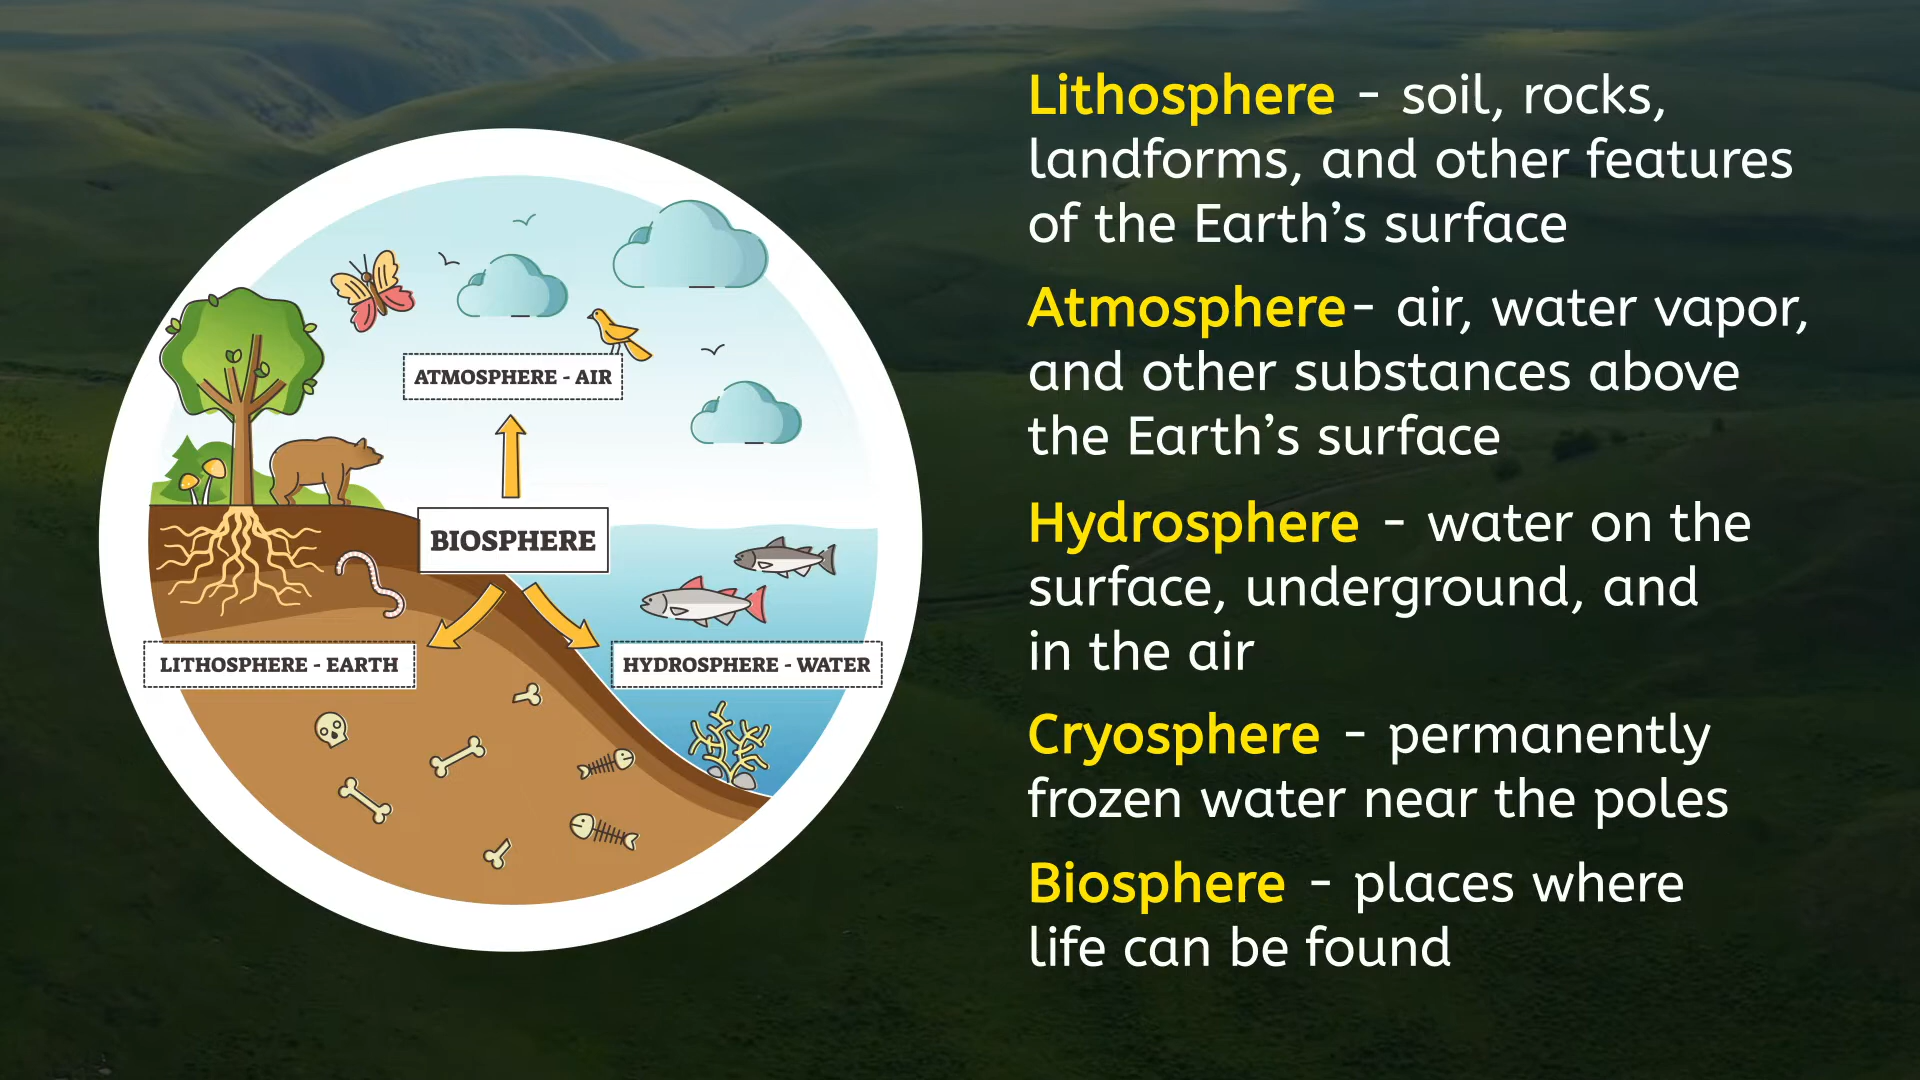 ATMOSPHERE - AIR
BIOSPHERE
LITHOSPHERE - EARTH
HYDROSPHERE - WATER
Lithosphere - soil, rocks,
landforms, and other features
of the Earth’s surface
Atmosphere- air, water vapor,
and other substances above
the Earth’s surface
Hydrosphere - water on the
surface, underground, and
in the air
Cryosphere - permanently
frozen water near the poles
Biosphere - places where
life can be found